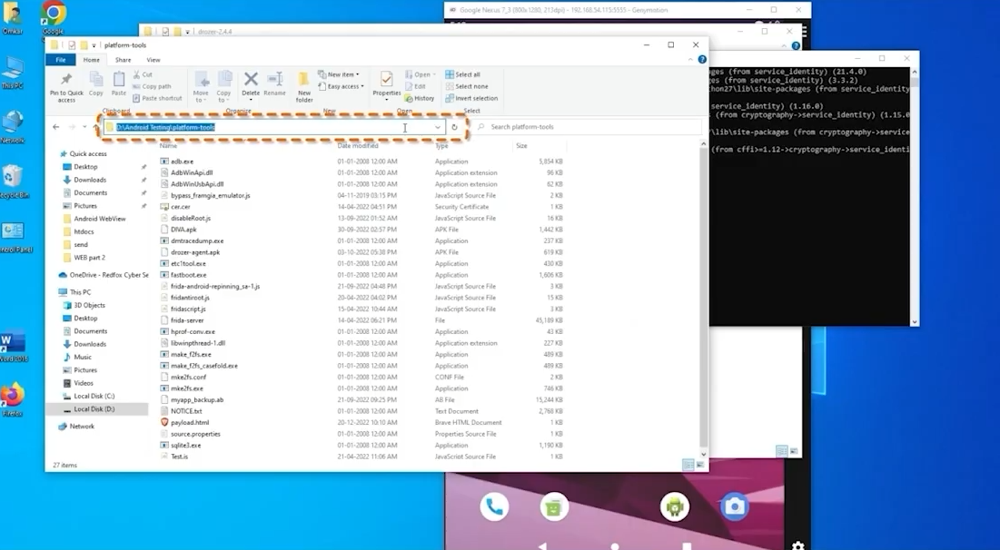 Google Nexus 7_3 (800x1280, 213dpi) - 192.168.54.115:5555 - Genymotion
drozer-2.4.4
platform-tools
File Home Share View
Pin to Quick access
Copy
Paste
Cut
Copy path
Paste shortcut
Clipboard
Move to
Copy to
Delete
Rename
Organize
New folder
New item
Easy access
New
Properties
Open
Edit
History
Open
Select all
Select none
Invert selection
Select
D:\Android Testing\platform-tools
Search platform-tools
Name Date modified Type Size
adb.exe 01-01-2008 12:00 AM Application 5,854 KB
AdbWinApi.dll 01-01-2008 12:00 AM Application extension 96 KB
AdbWinUsbApi.dll 01-01-2008 12:00 AM Application extension 62 KB
bypass_framgia_emulator.js 04-11-2019 03:15 PM JavaScript Source File 2 KB
cer.cer 14-04-2022 04:51 PM Security Certificate 1 KB
disableRoot.js 13-09-2022 01:52 AM JavaScript Source File 16 KB
DIVA.apk 30-09-2022 02:57 PM APK File 1,442 KB
dmtracedump.exe 01-01-2008 12:00 AM Application 237 KB
drozer-agent.apk 03-10-2022 05:38 PM APK File 619 KB
etc1tool.exe 01-01-2008 12:00 AM Application 430 KB
fastboot.exe 01-01-2008 12:00 AM Application 1,606 KB
frida-android-repinning_sa-1.js 21-09-2022 04:48 PM JavaScript Source File 3 KB
fridantiroot.js 20-04-2022 04:02 PM JavaScript Source File 15 KB
fridascript.js 15-04-2022 10:44 AM JavaScript Source File 3 KB
frida-server 14-04-2022 06:21 PM File 45,189 KB
hprof-conv.exe 01-01-2008 12:00 AM Application 43 KB
libwinpthread-1.dll 01-01-2008 12:00 AM Application extension 227 KB
make_f2fs.exe 01-01-2008 12:00 AM Application 489 KB
make_f2fs_casefold.exe 01-01-2008 12:00 AM Application 489 KB
mke2fs.conf 01-01-2008 12:00 AM CONF File 2 KB
mke2fs.exe 01-01-2008 12:00 AM Application 746 KB
myapp_backup.ab 21-09-2022 09:25 PM AB File 15,244 KB
NOTICE.txt 01-01-2008 12:00 AM Text Document 2,768 KB
payload.html 20-12-2022 10:10 AM Brave HTML Document 1 KB
source.properties 01-01-2008 12:00 AM Properties Source File 1 KB
sqlite3.exe 01-01-2008 12:00 AM Application 1,190 KB
Test.js 21-04-2022 11:06 AM JavaScript Source File 1 KB
Quick access
Desktop
Downloads
Documents
Pictures
Android WebView
htdocs
send
WEB part 2
OneDrive - Redfox Cyber Se
This PC
3D Objects
Desktop
Documents
Downloads
Music
Pictures
Videos
Local Disk (C:)
Local Disk (D:)
Network
27 items
ges (from service_identity) (21.4.0)
s (from service_identity) (3.3.2)
thon27\lib\site-packages (from service_identity
(1.16.0)
s (from cryptography->service_identity) (1.15.0
\lib\site-packages (from cryptography->service_
(from cffi>=1.12->cryptography->service_identi
Omkar
Google
This PC
Network
Recycle Bin
ontrol Panel
Word 2016
Firefox